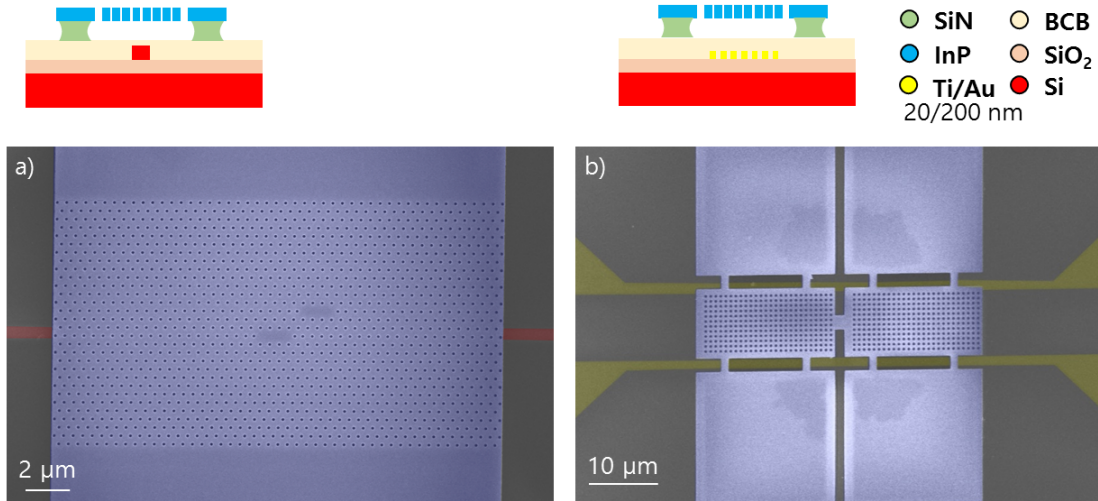 SiN
BCB
InP
SiO2
Ti/Au
Si
20/200 nm
a)
b)
2 μm
10 μm